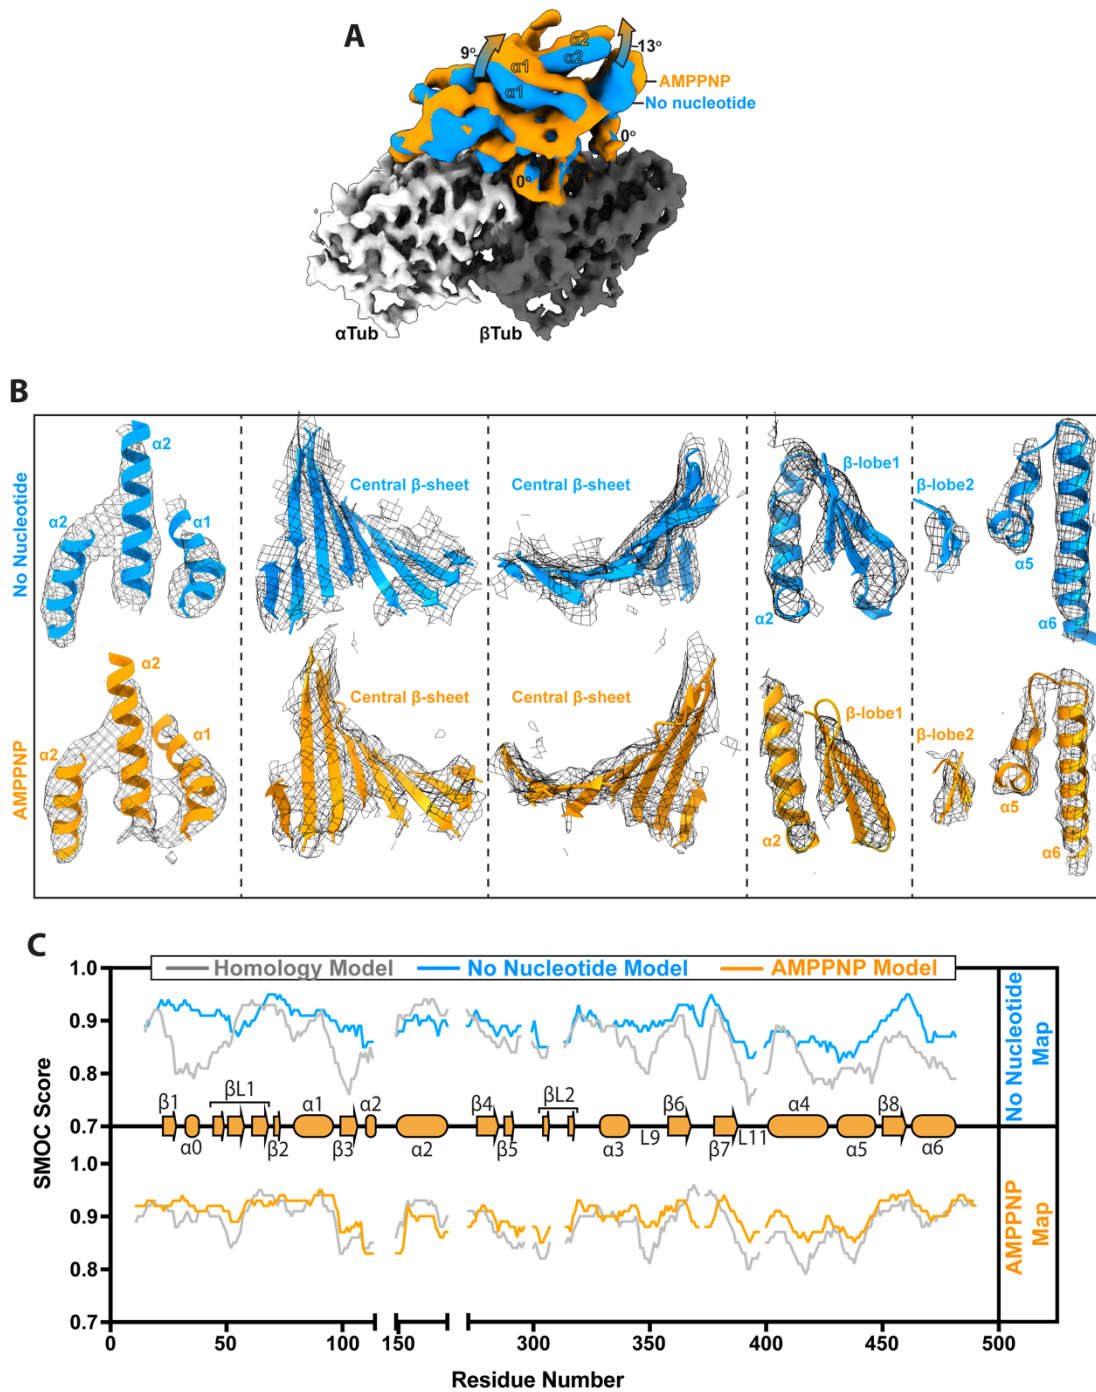 A
9°
13°
α2
α2
α1
α1
AMPPNP
No nucleotide
0°
0°
αTub
βTub
B
No Nucleotide
α2
α2
α1
Central β-sheet
Central β-sheet
β-lobe1
α2
β-lobe2
α5
α6
AMPPNP
α2
α2
α1
Central β-sheet
Central β-sheet
β-lobe1
α2
β-lobe2
α5
α6
C
Homology Model
No Nucleotide Model
AMPPNP Model
SMOC Score
1.0
0.9
0.8
0.7
1.0
0.9
0.8
0.7
No Nucleotide
Map
AMPPNP
Map
β1
βL1
α1
α2
β4
βL2
β6
α4
β8
α0
β2
β3
α2
β5
α3
L9
β7
L11
α5
α6
0
50
100
150
300
350
400
450
500
Residue Number